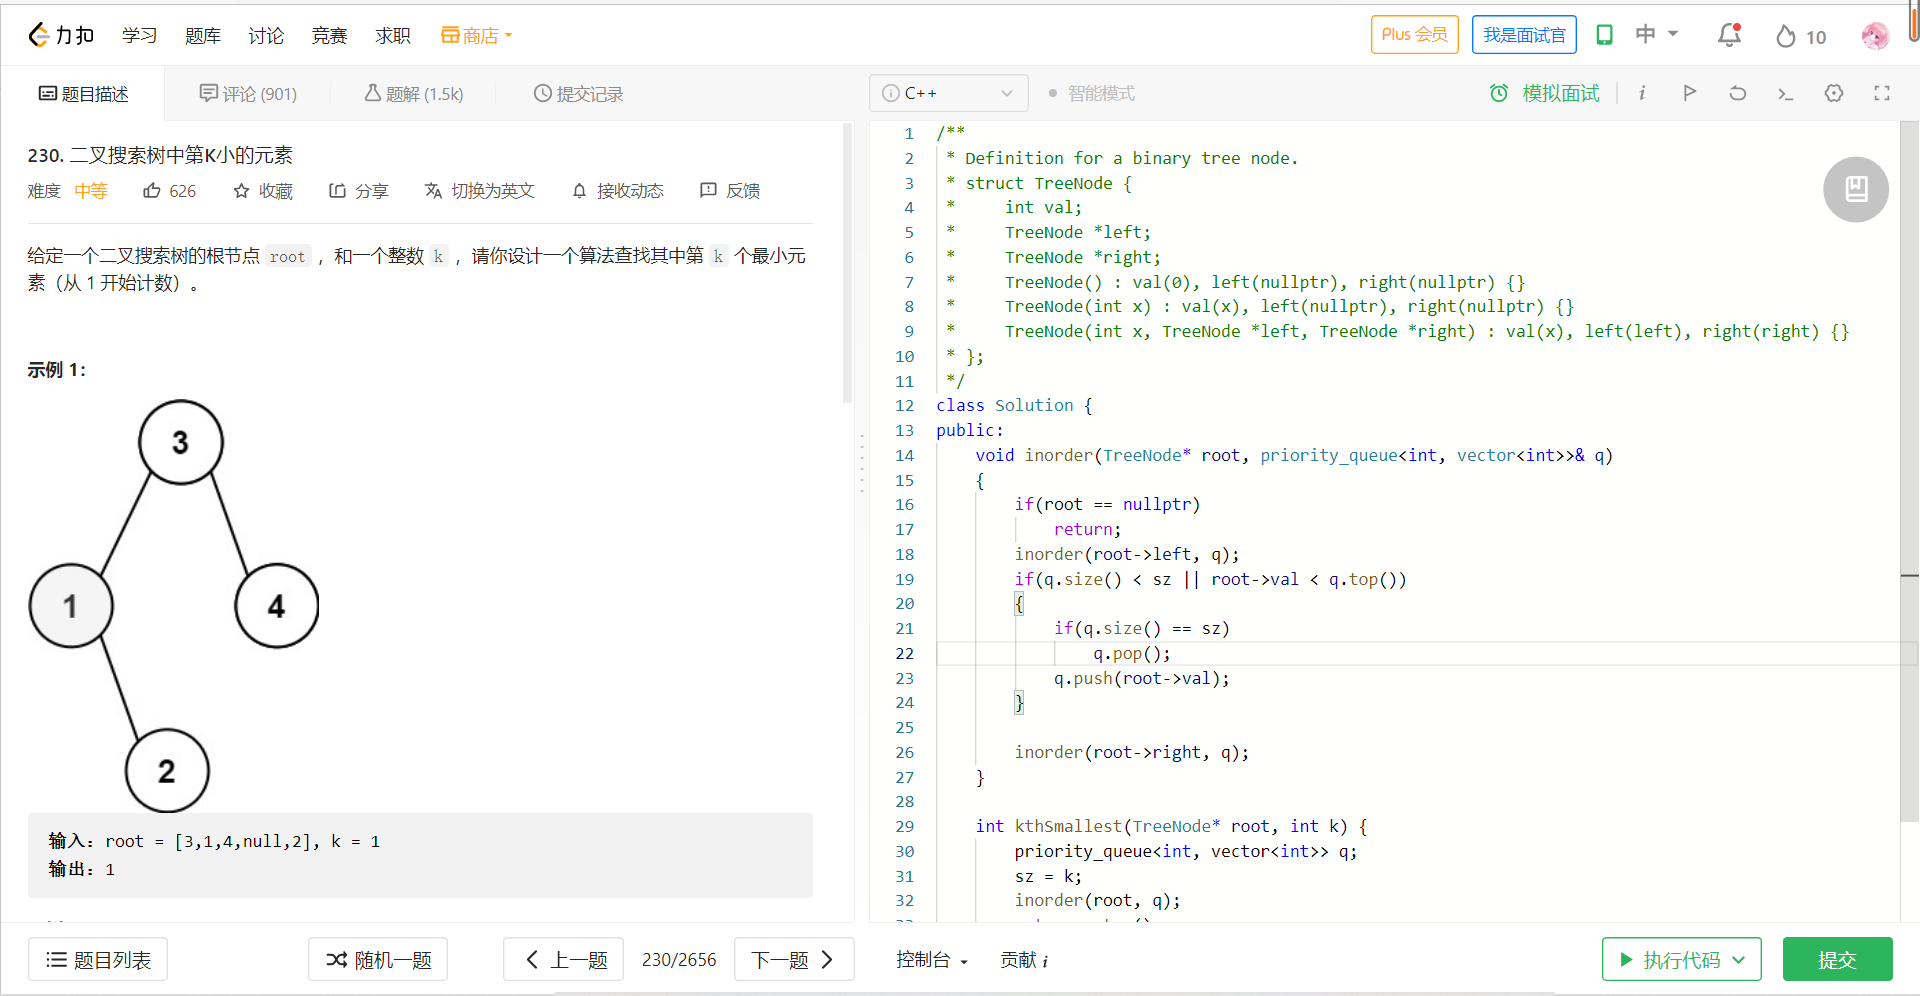 力扣 学习 题库 讨论 竞赛 求职 商店 Plus 会员 我是面试官 中 10
题目描述 评论 (901) 题解 (1.5k) 提交记录
230. 二叉搜索树中第K小的元素
难度 中等 626 收藏 分享 切换为英文 接收动态 反馈
给定一个二叉搜索树的根节点 root ，和一个整数 k ，请你设计一个算法查找其中第 k 个最小元
素（从 1 开始计数）。
示例 1：
3
1
4
2
输入：root = [3,1,4,null,2], k = 1
输出：1
题目列表 随机一题 上一题 230/2656 下一题
i C++ 智能模式 模拟面试 i
1 /**
2 * Definition for a binary tree node.
3 * struct TreeNode {
4 *     int val;
5 *     TreeNode *left;
6 *     TreeNode *right;
7 *     TreeNode() : val(0), left(nullptr), right(nullptr) {}
8 *     TreeNode(int x) : val(x), left(nullptr), right(nullptr) {}
9 *     TreeNode(int x, TreeNode *left, TreeNode *right) : val(x), left(left), right(right) {}
10 * };
11 */
12 class Solution {
13 public:
14     void inorder(TreeNode* root, priority_queue<int, vector<int>>& q)
15     {
16         if(root == nullptr)
17             return;
18         inorder(root->left, q);
19         if(q.size() < sz || root->val < q.top())
20         {
21             if(q.size() == sz)
22                 q.pop();
23             q.push(root->val);
24         }
25
26         inorder(root->right, q);
27     }
28
29     int kthSmallest(TreeNode* root, int k) {
30         priority_queue<int, vector<int>> q;
31         sz = k;
32         inorder(root, q);
控制台 贡献 i 执行代码 提交